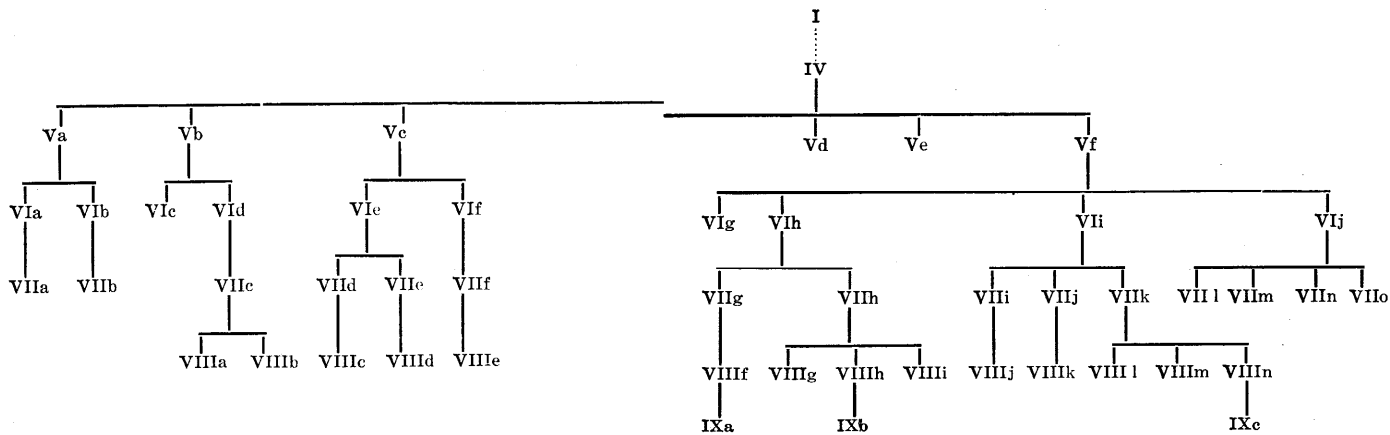 I
IV
Va Vb Vc Vd Ve Vf
VIa VIb VIc VId VIe VIf VIg VIh VIi VIj
VIIa VIIb VIIc VIId VIIe VIIf VIIg VIIh VIIi VIIj VIIk VII l VIIm VIIn VIIo
VIIIa VIIIb VIIIc VIIId VIIIe VIIIf VIIIg VIIIh VIIIi VIIIj VIIIk VIII l VIIIm VIIIn
IXa IXb IXc